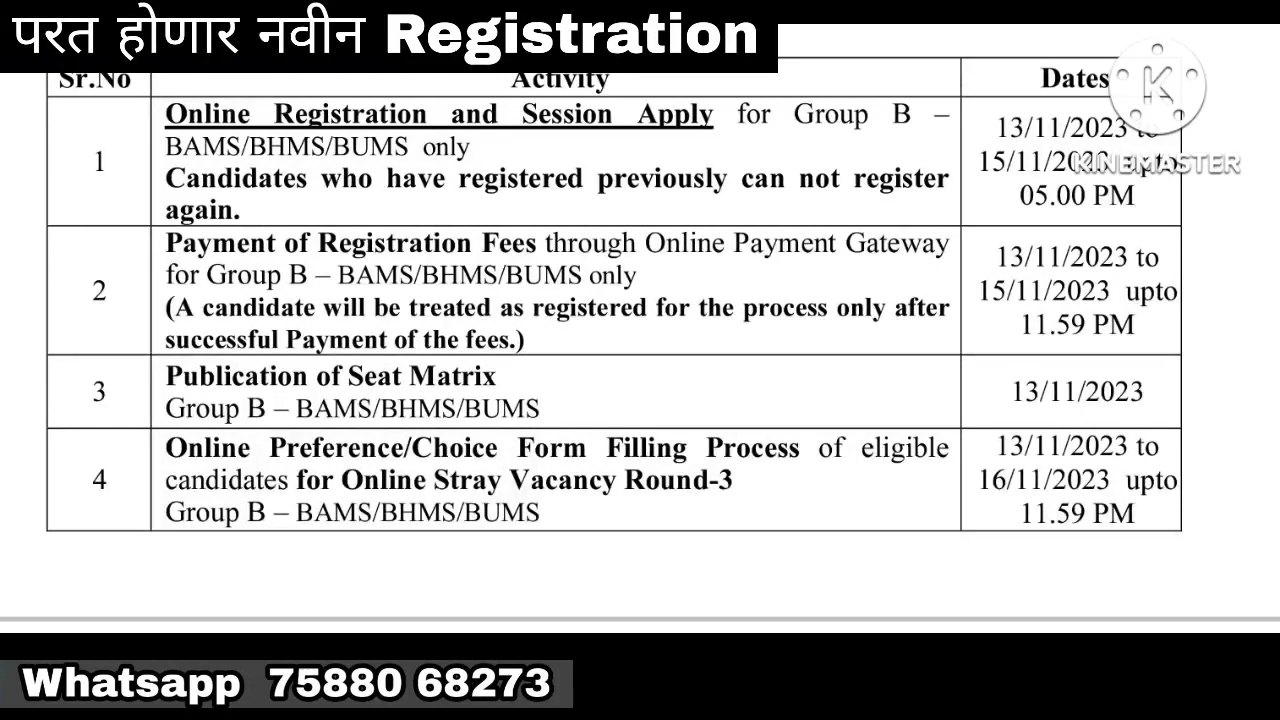 परत होणार नवीन Registration
Sr.No Activity Dates
Online Registration and Session Apply for Group B –
BAMS/BHMS/BUMS only
Candidates who have registered previously can not register
again.
1
13/11/2023 to
15/11/2023 upto
05.00 PM
KINEMASTER
Payment of Registration Fees through Online Payment Gateway
for Group B – BAMS/BHMS/BUMS only
(A candidate will be treated as registered for the process only after
successful Payment of the fees.)
2
13/11/2023 to
15/11/2023 upto
11.59 PM
3
Publication of Seat Matrix
Group B – BAMS/BHMS/BUMS
13/11/2023
4
Online Preference/Choice Form Filling Process of eligible
candidates for Online Stray Vacancy Round-3
Group B – BAMS/BHMS/BUMS
13/11/2023 to
16/11/2023 upto
11.59 PM
Whatsapp 75880 68273